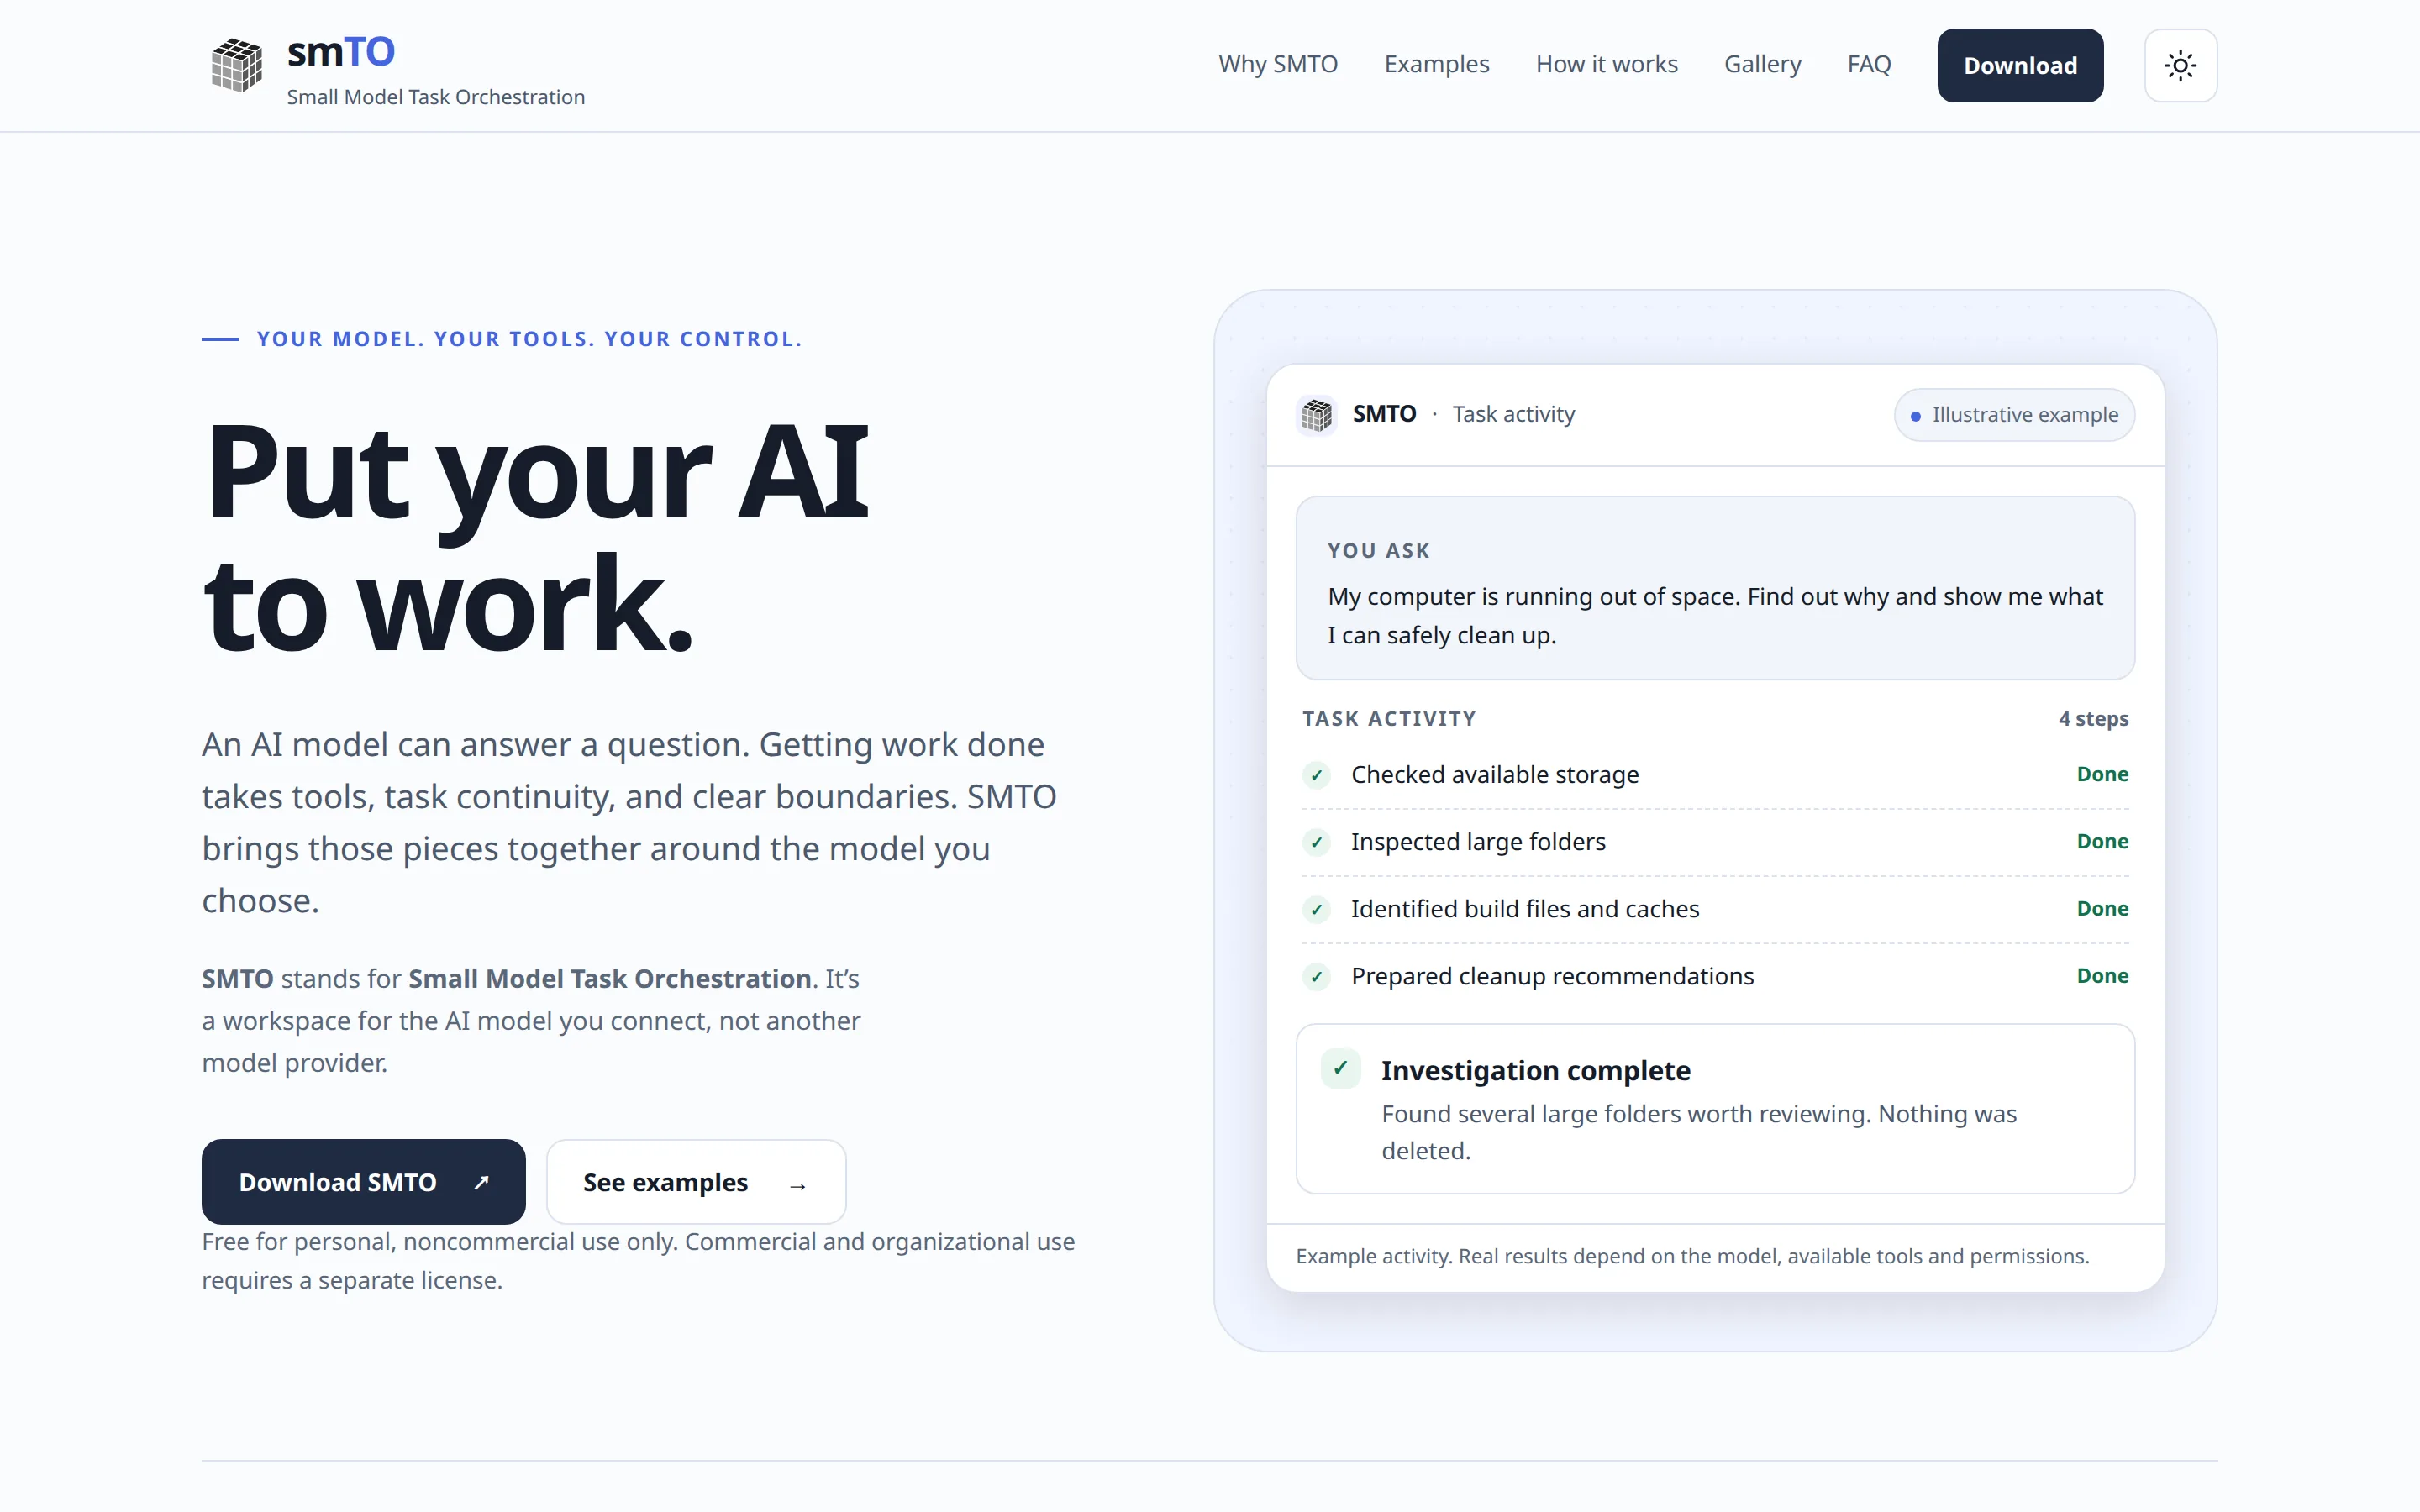 smTO
Small Model Task Orchestration
Why SMTO
Examples
How it works
Gallery
FAQ
Download
YOUR MODEL. YOUR TOOLS. YOUR CONTROL.
Put your AI
to work.
An AI model can answer a question. Getting work done
takes tools, task continuity, and clear boundaries. SMTO
brings those pieces together around the model you
choose.
SMTO stands for Small Model Task Orchestration. It’s
a workspace for the AI model you connect, not another
model provider.
Download SMTO ↗
See examples →
Free for personal, noncommercial use only. Commercial and organizational use
requires a separate license.
SMTO · Task activity
Illustrative example
YOU ASK
My computer is running out of space. Find out why and show me what
I can safely clean up.
TASK ACTIVITY
4 steps
✓ Checked available storage
Done
✓ Inspected large folders
Done
✓ Identified build files and caches
Done
✓ Prepared cleanup recommendations
Done
✓ Investigation complete
Found several large folders worth reviewing. Nothing was
deleted.
Example activity. Real results depend on the model, available tools and permissions.